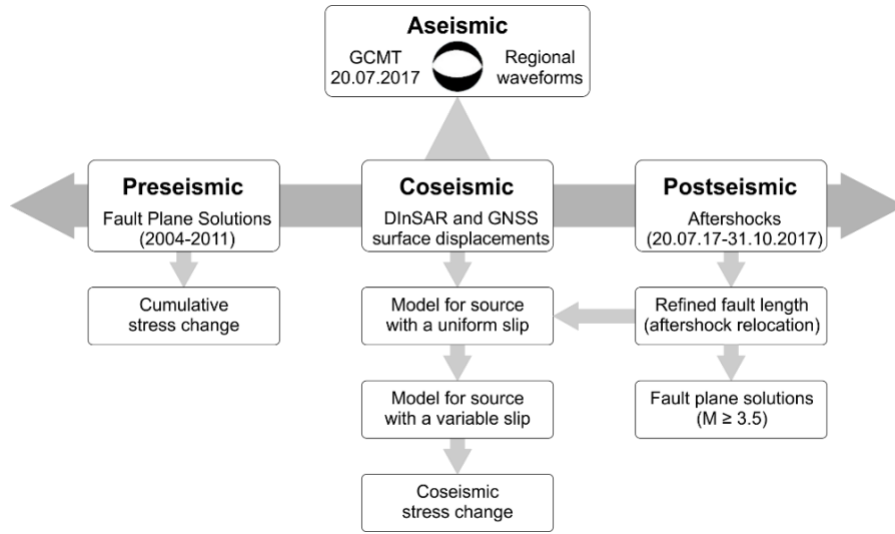 Aseismic
GCMT
20.07.2017
Regional
waveforms
Preseismic
Fault Plane Solutions
(2004-2011)
Coseismic
DInSAR and GNSS
surface displacements
Postseismic
Aftershocks
(20.07.17-31.10.2017)
Cumulative
stress change
Model for source
with a uniform slip
Refined fault length
(aftershock relocation)
Model for source
with a variable slip
Fault plane solutions
(M ≥ 3.5)
Coseismic
stress change